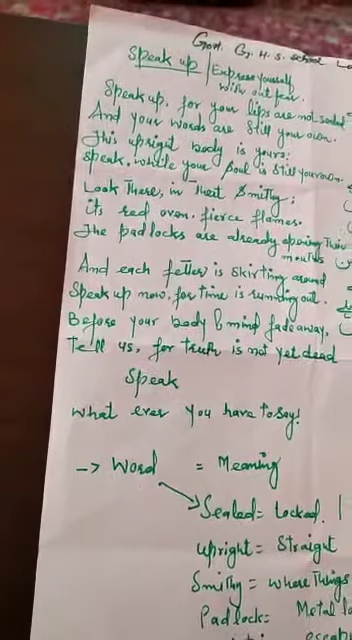 Govt. G. H. S. School
Speak up | Express yourself
with out fear.
Speak up, for your lips are not sealed
And your words are still your own.
This upright body is yours.
Speak, while your soul is still your own.
Look There, in That Smithy;
its red oven. fierce flames.
The pad locks are already opening Their
mouths
And each fetter is skirting around
Speak up now, for time is running out.
Before your body & mind fade away,
Tell us, for truth is not yet dead
Speak
What ever you have to say!
-> Word = Meaning
Sealed = Locked. |
upright = Straight
Smithy = where Things
Padlock = Metal